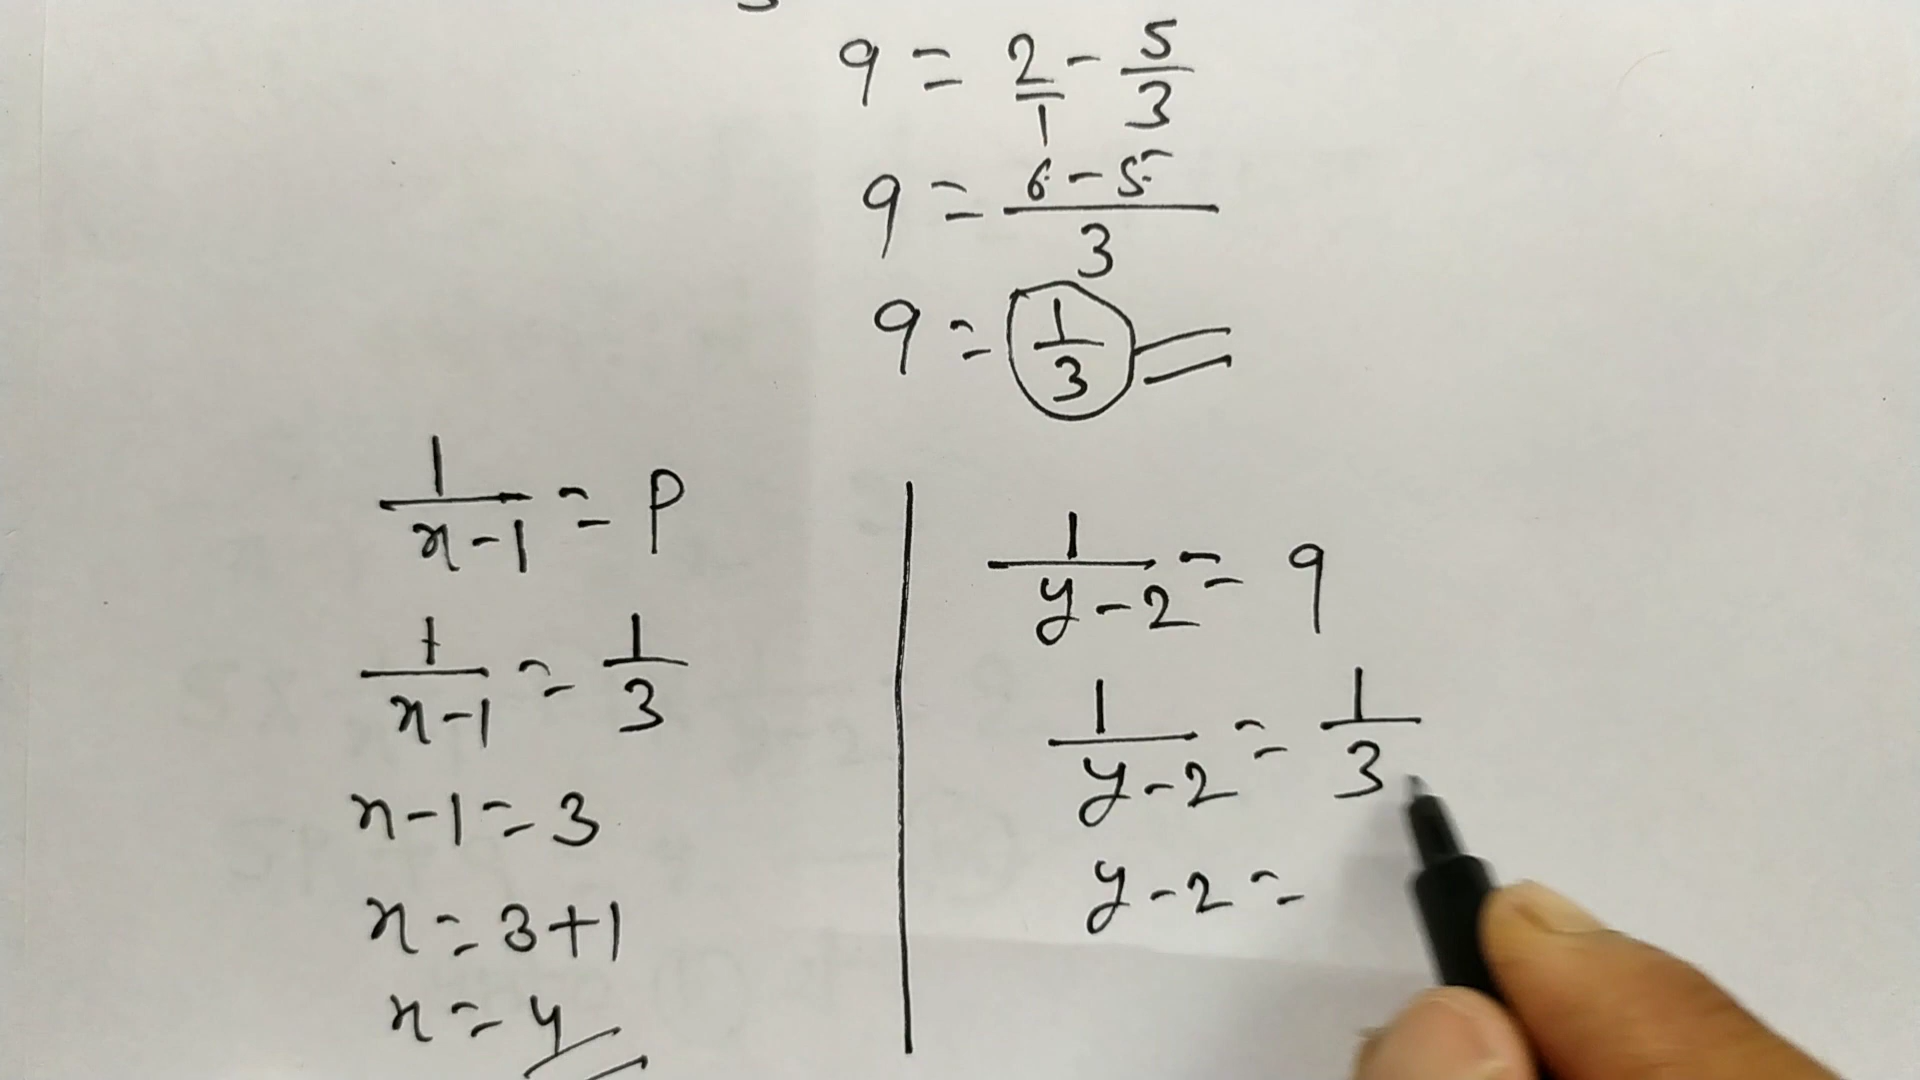 q = 2/1 - 5/3
q = (6 - 5)/3
q = 1/3
1/(x-1) = P
1/(x-1) = 1/3
x-1 = 3
x = 3+1
x = 4
1/(y-2) = q
1/(y-2) = 1/3
y-2 =